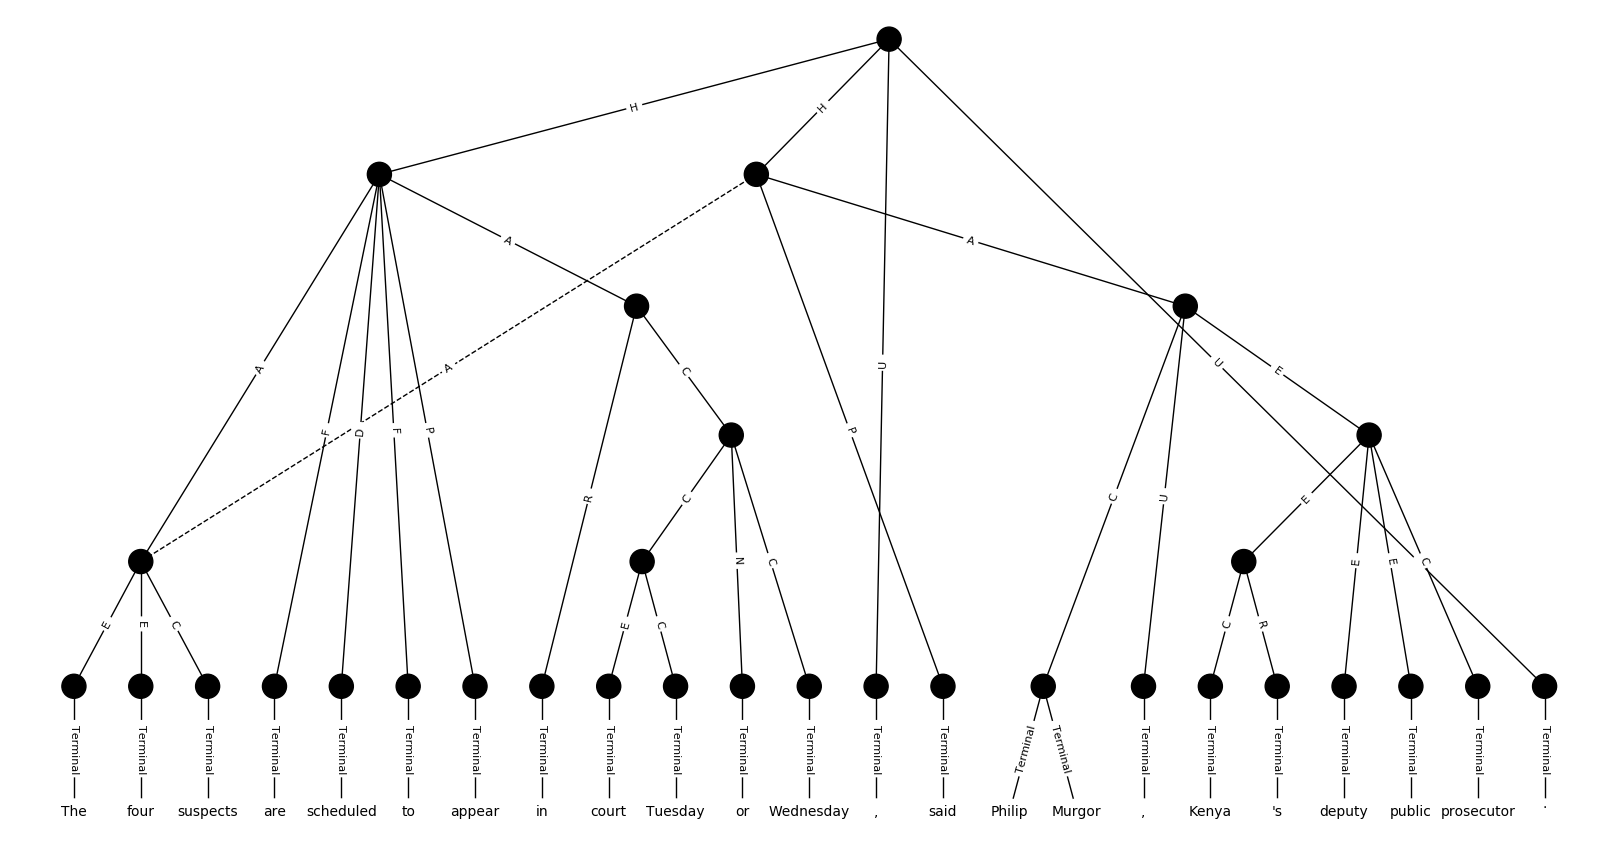 H
H
A
A
U
A
A
U
E
F
D
F
P
C
P
R
C
N
C
C
U
E
E
E
C
E
E
C
E
C
C
R
Terminal Terminal Terminal Terminal Terminal Terminal Terminal Terminal Terminal Terminal Terminal Terminal Terminal Terminal Terminal Terminal Terminal Terminal Terminal Terminal Terminal Terminal Terminal
The four suspects are scheduled to appear in court Tuesday or Wednesday , said Philip Murgor , Kenya 's deputy public prosecutor .